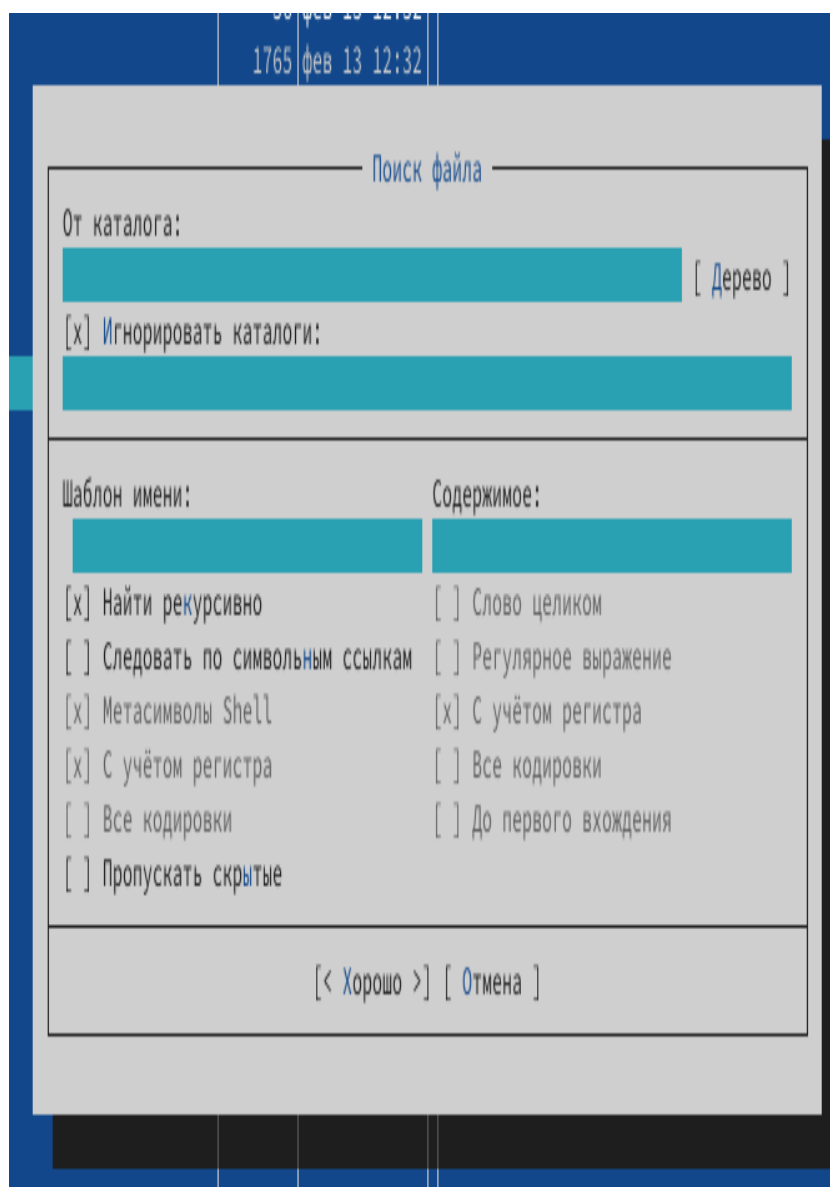 1765 фев 13 12:32
Поиск файла
От каталога:
[ Дерево ]
[x] Игнорировать каталоги:
Шаблон имени: Содержимое:
[x] Найти рекурсивно [ ] Слово целиком
[ ] Следовать по символьным ссылкам [ ] Регулярное выражение
[x] Метасимволы Shell [x] С учётом регистра
[x] С учётом регистра [ ] Все кодировки
[ ] Все кодировки [ ] До первого вхождения
[ ] Пропускать скрытые
[< Хорошо >] [ Отмена ]